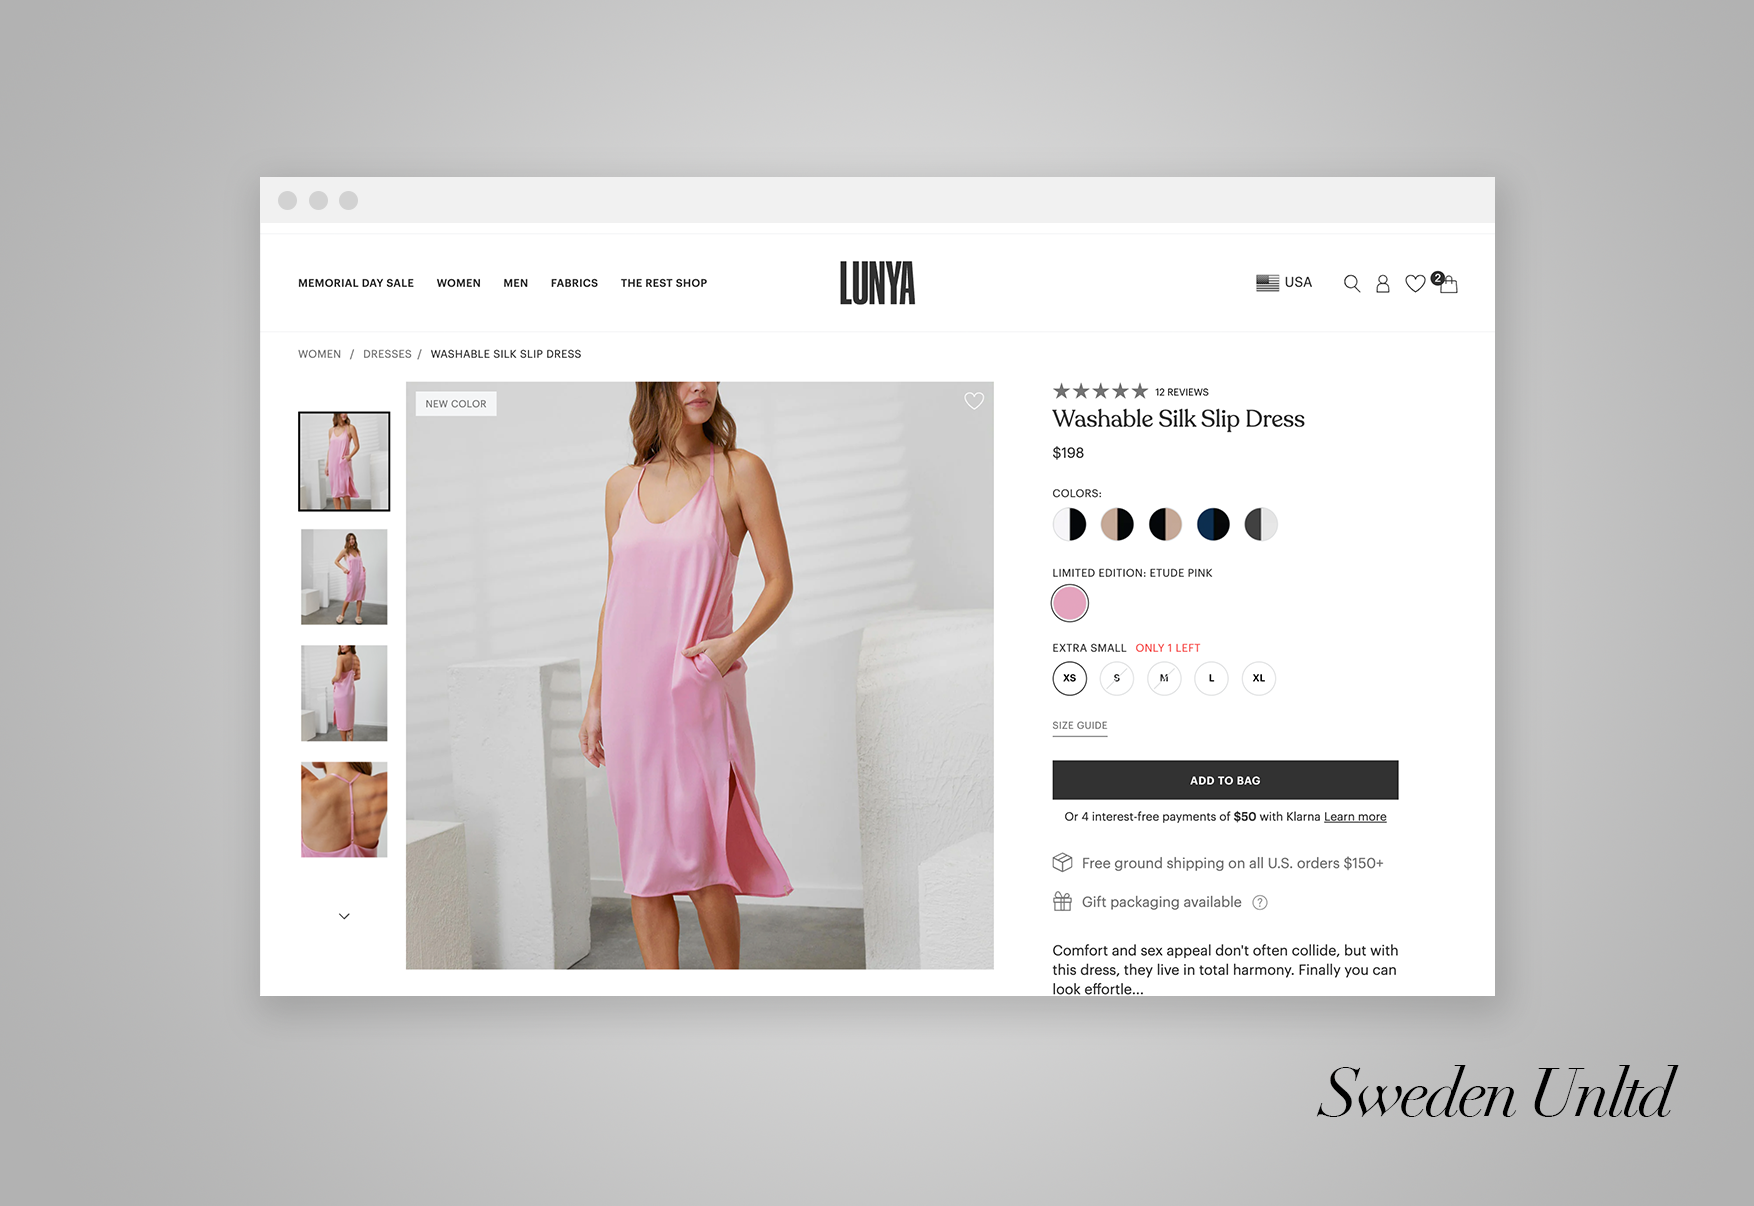 MEMORIAL DAY SALE WOMEN MEN FABRICS THE REST SHOP
LUNYA
USA
2
WOMEN / DRESSES / WASHABLE SILK SLIP DRESS
NEW COLOR
12 REVIEWS
Washable Silk Slip Dress
$198
COLORS:
LIMITED EDITION: ETUDE PINK
EXTRA SMALL ONLY 1 LEFT
XS S M L XL
SIZE GUIDE
ADD TO BAG
Or 4 interest-free payments of $50 with Klarna Learn more
Free ground shipping on all U.S. orders $150+
Gift packaging available ?
Comfort and sex appeal don't often collide, but with
this dress, they live in total harmony. Finally you can
look effortle...
Sweden Unltd